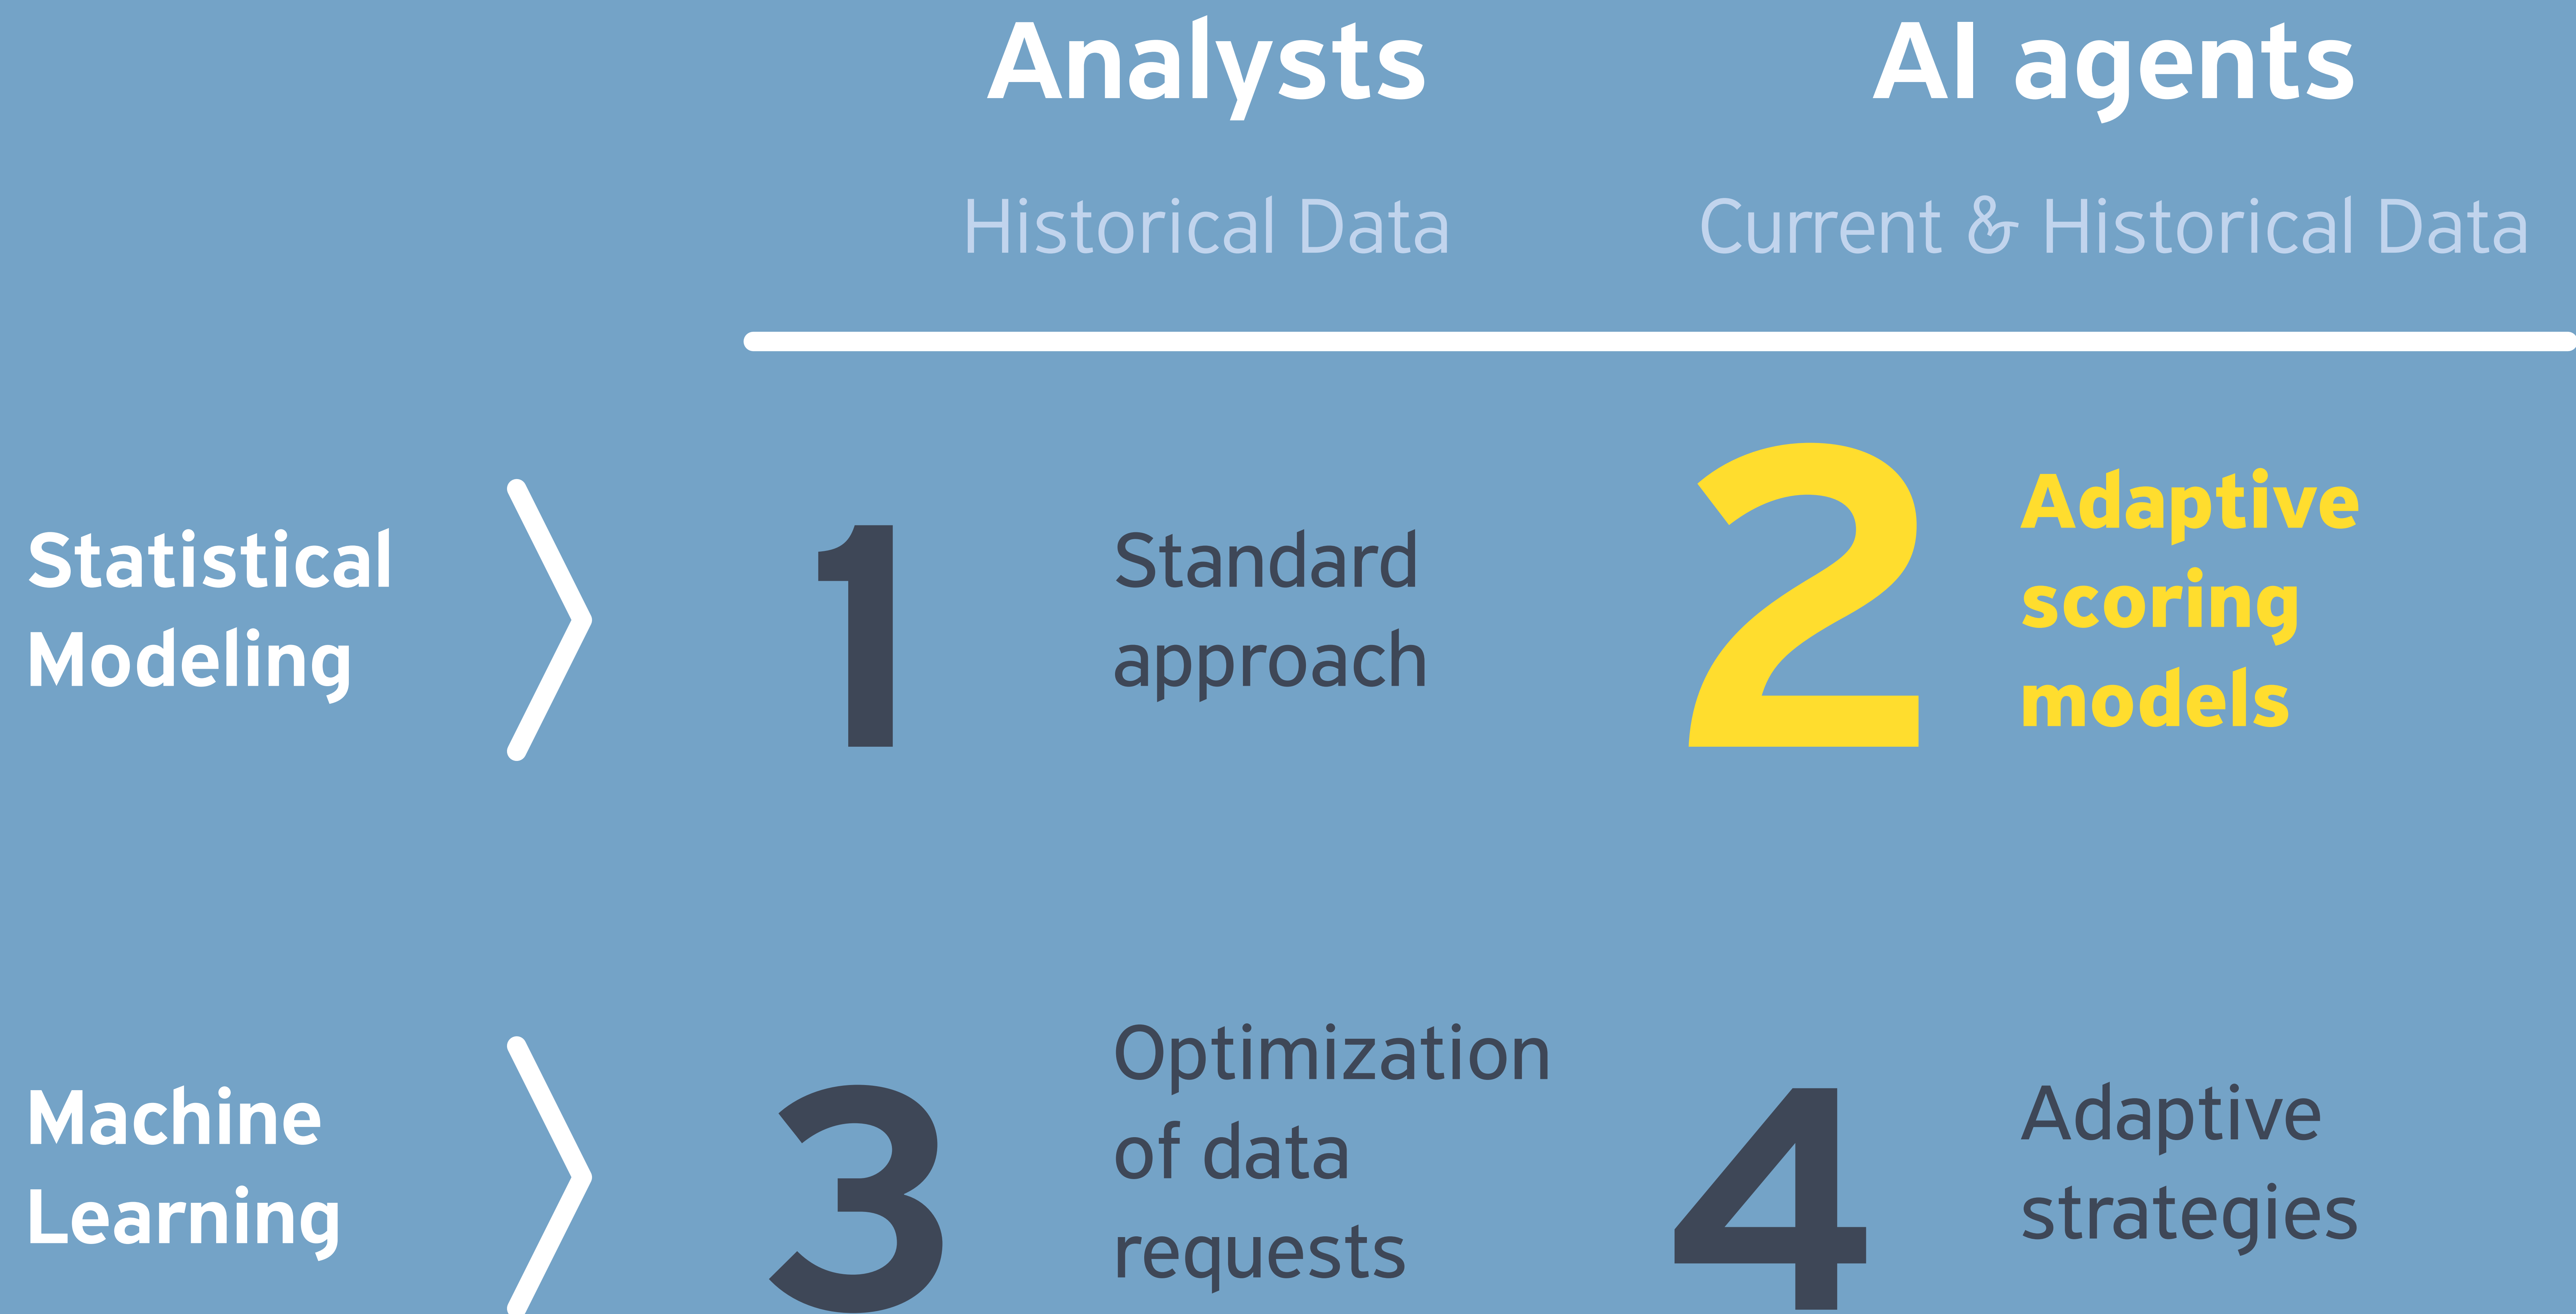 Analysts
AI agents
Historical Data
Current & Historical Data
Statistical
Modeling
1
Standard
approach
2
Adaptive
scoring
models
Machine
Learning
3
Optimization
of data
requests
4
Adaptive
strategies